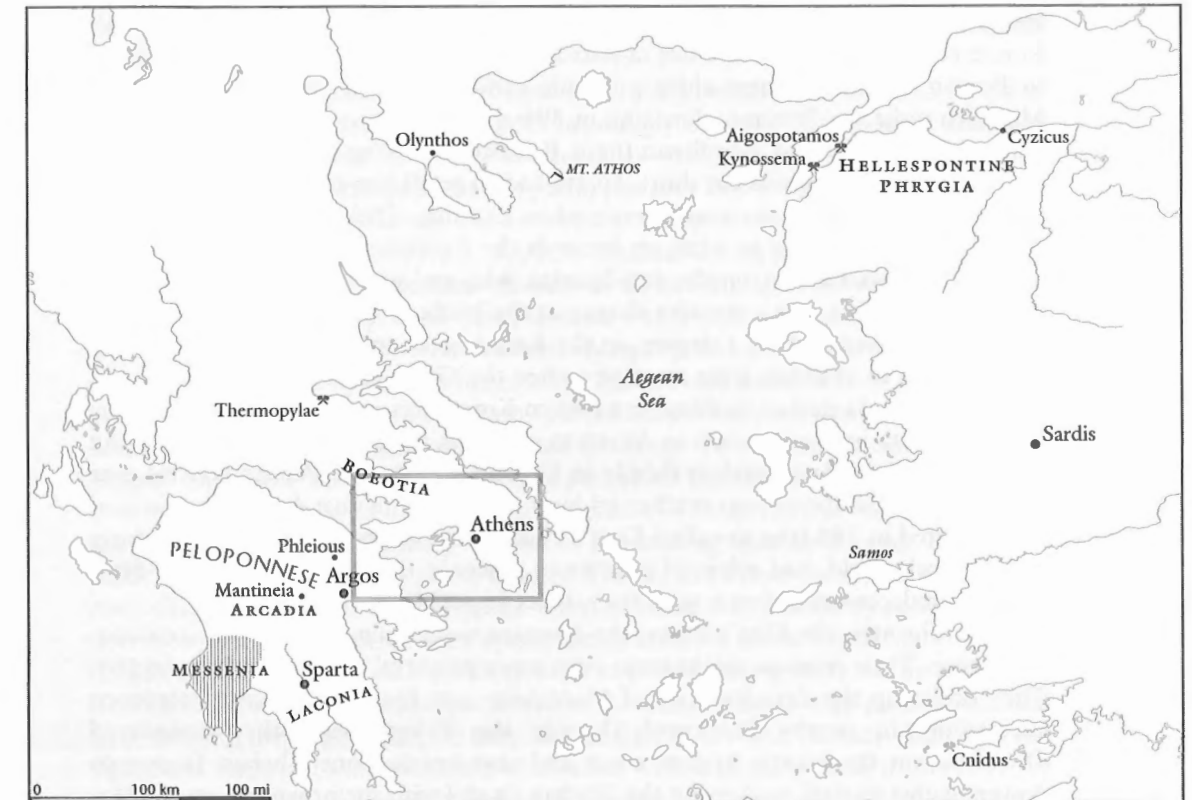 Olynthos
MT. ATHOS
Aigospotamos
Kynossema
HELLESPONTINE
PHRYGIA
Cyzicus
Aegean
Sea
Thermopylae
Sardis
BOEOTIA
Athens
Phleious
PELOPONNESE
Argos
Mantineia
ARCADIA
Samos
MESSENIA
Sparta
LACONIA
Cnidus
0 100 km 100 mi